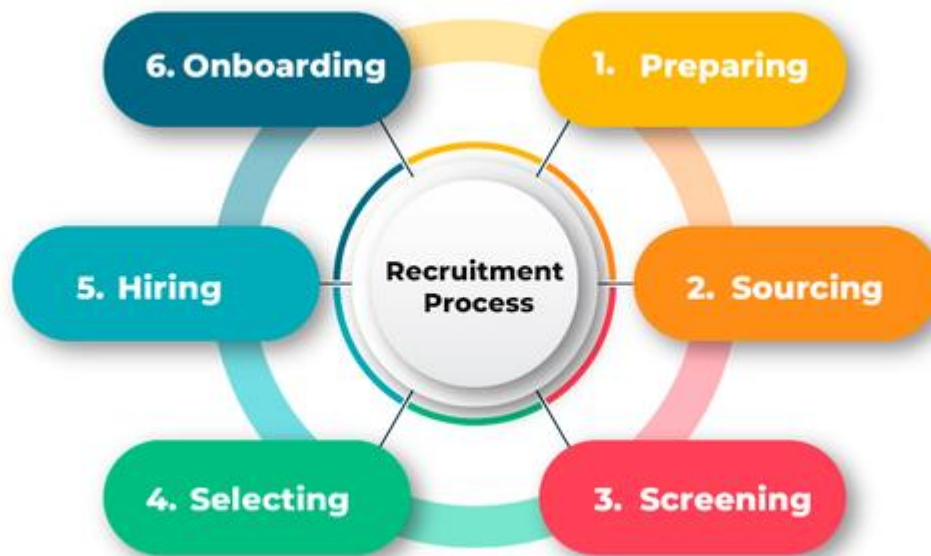 Recruitment
Process
1. Preparing
2. Sourcing
3. Screening
4. Selecting
5. Hiring
6. Onboarding